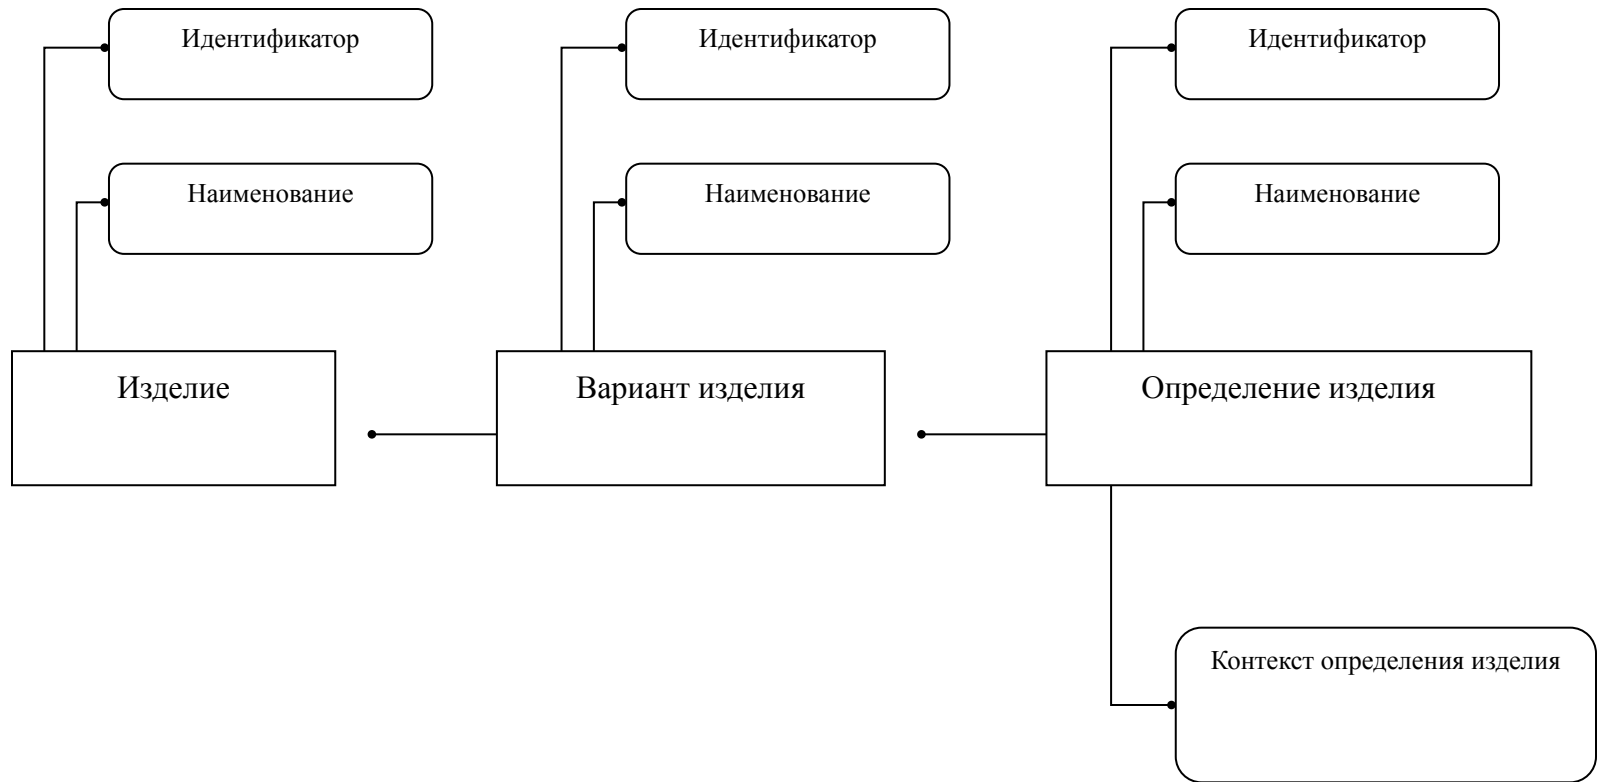 Идентификатор
Идентификатор
Идентификатор
Наименование
Наименование
Наименование
Изделие
Вариант изделия
Определение изделия
Контекст определения изделия